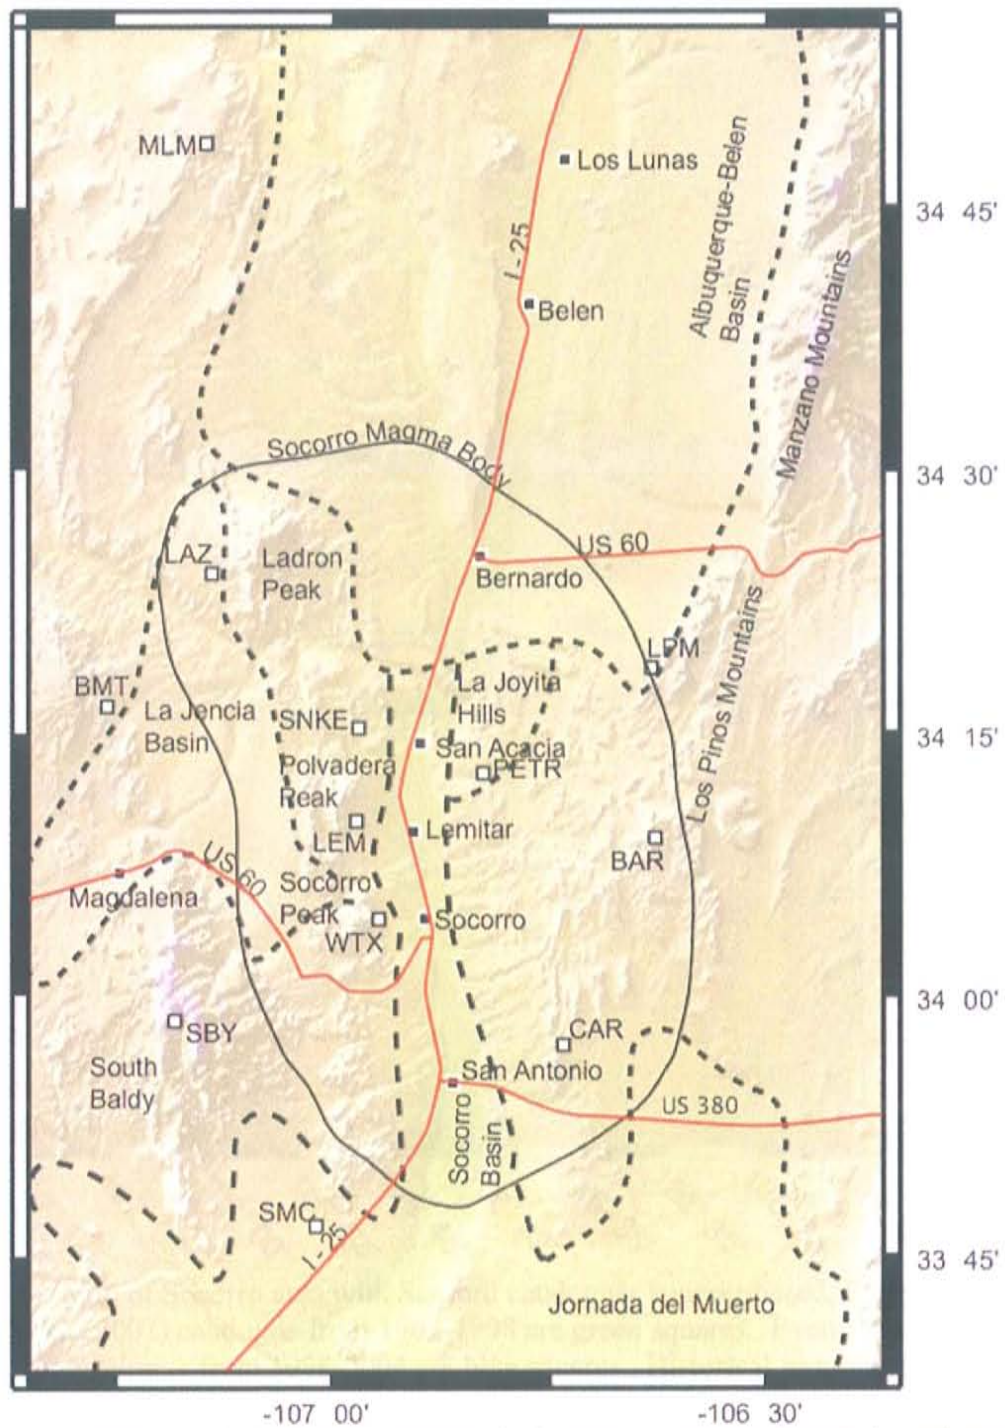 MLM
Los Lunas
34 45'
I-25
Albuquerque-Belen
Basin
Belen
Manzano Mountains
Socorro Magma Body
34 30'
US 60
LAZ
Ladron
Peak
Bernardo
LPM
Los Pinos Mountains
BMT
La Jencia
Basin
SNKE
La Joyita
Hills
34 15'
San Acacia
PETR
Polvadera
Peak
LEM
Lemitar
BAR
US 60
Magdalena
Socorro
Peak
WTX
Socorro
34 00'
SBY
CAR
South
Baldy
San Antonio
US 380
Socorro
Basin
SMC
I-25
33 45'
Jornada del Muerto
-107 00'
-106 30'